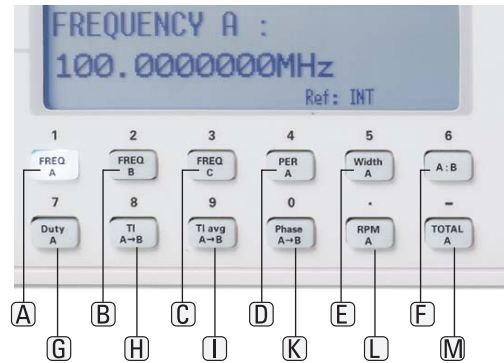 FREQUENCY A :
100.0000000MHz
Ref: INT
1 2 3 4 5 6
FREQ A FREQ B FREQ C PER A Width A A:B
7 8 9 0 . –
Duty A TI A→B TI avg A→B Phase A→B RPM A TOTAL A
A B C D E F
G H I K L M